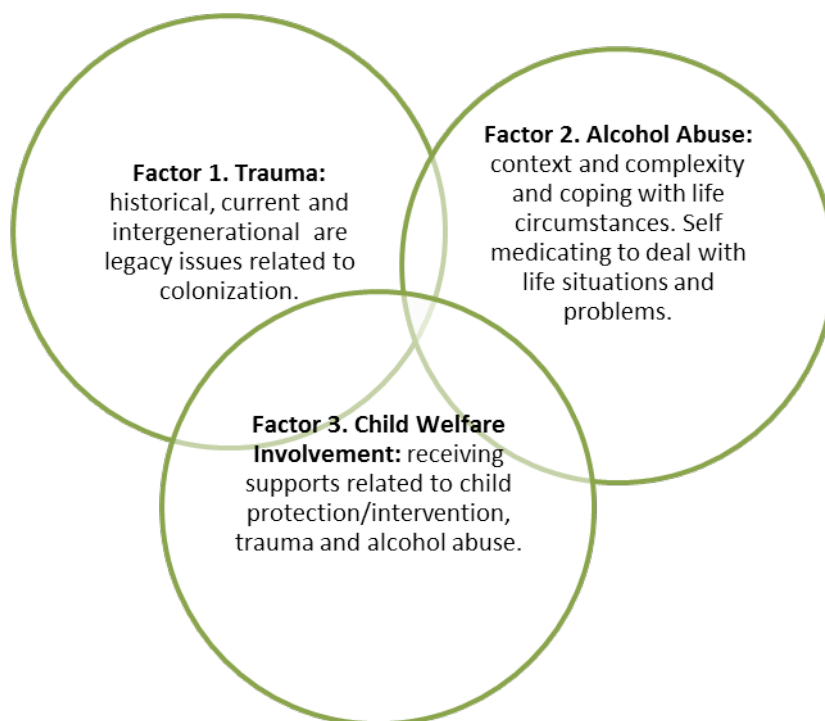 Factor 1. Trauma:
historical, current and
intergenerational are
legacy issues related to
colonization.
Factor 2. Alcohol Abuse:
context and complexity
and coping with life
circumstances. Self
medicating to deal with
life situations and
problems.
Factor 3. Child Welfare
Involvement: receiving
supports related to child
protection/intervention,
trauma and alcohol abuse.